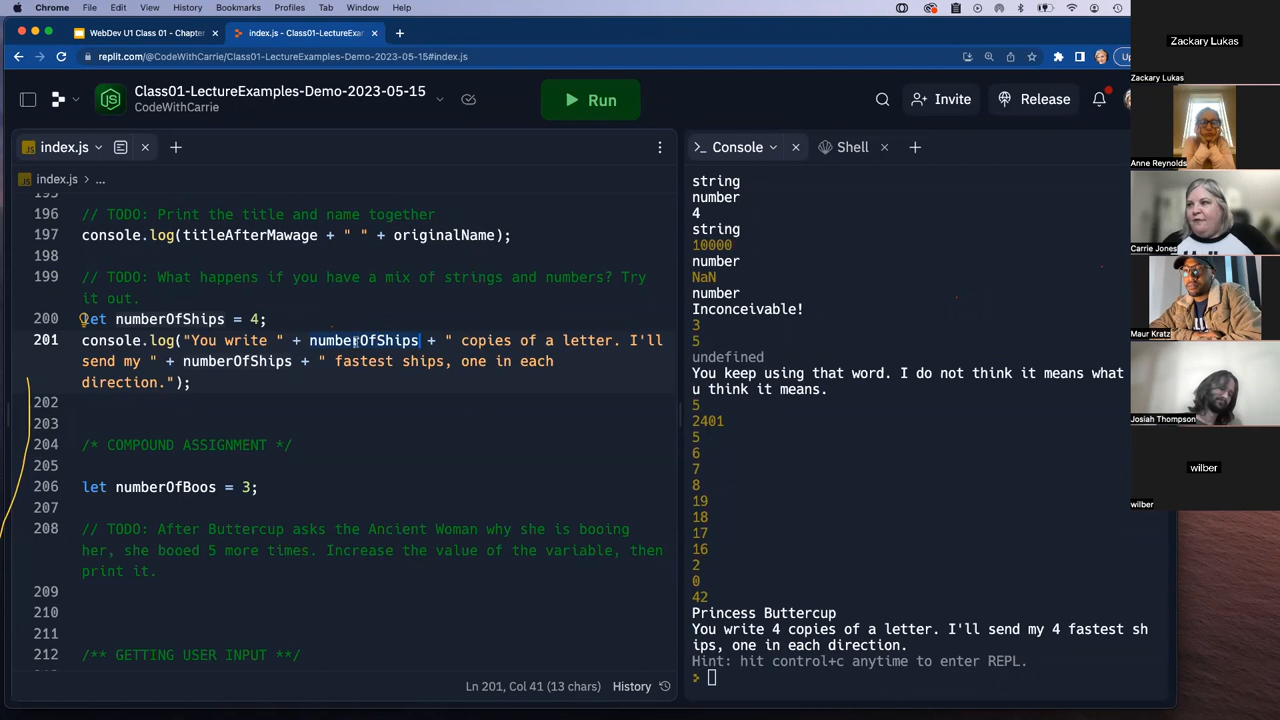 Chrome File Edit View History Bookmarks Profiles Tab Window Help
WebDev U1 Class 01 - Chapter
index.js - Class01-LectureExam
replit.com/@CodeWithCarrie/Class01-LectureExamples-Demo-2023-05-15#index.js
Class01-LectureExamples-Demo-2023-05-15
CodeWithCarrie
Run
Invite
Release
index.js
Console
Shell
index.js > ...
195
196 // TODO: Print the title and name together
197 console.log(titleAfterMawage + " " + originalName);
198
199 // TODO: What happens if you have a mix of strings and numbers? Try
it out.
200 let numberOfShips = 4;
201 console.log("You write " + numberOfShips + " copies of a letter. I'll
send my " + numberOfShips + " fastest ships, one in each
direction.");
202
203
204 /* COMPOUND ASSIGNMENT */
205
206 let numberOfBoos = 3;
207
208 // TODO: After Buttercup asks the Ancient Woman why she is booing
her, she booed 5 more times. Increase the value of the variable, then
print it.
209
210
211
212 /** GETTING USER INPUT **/
Ln 201, Col 41 (13 chars) History
string
number
4
string
10000
number
NaN
number
Inconceivable!
3
5
undefined
You keep using that word. I do not think it means what
u think it means.
5
2401
5
6
7
8
19
18
17
16
2
0
42
Princess Buttercup
You write 4 copies of a letter. I'll send my 4 fastest sh
ips, one in each direction.
Hint: hit control+c anytime to enter REPL.
Zackary Lukas
Zackary Lukas
Anne Reynolds
Carrie Jones
Maur Kratz
Josiah Thompson
wilber
wilber